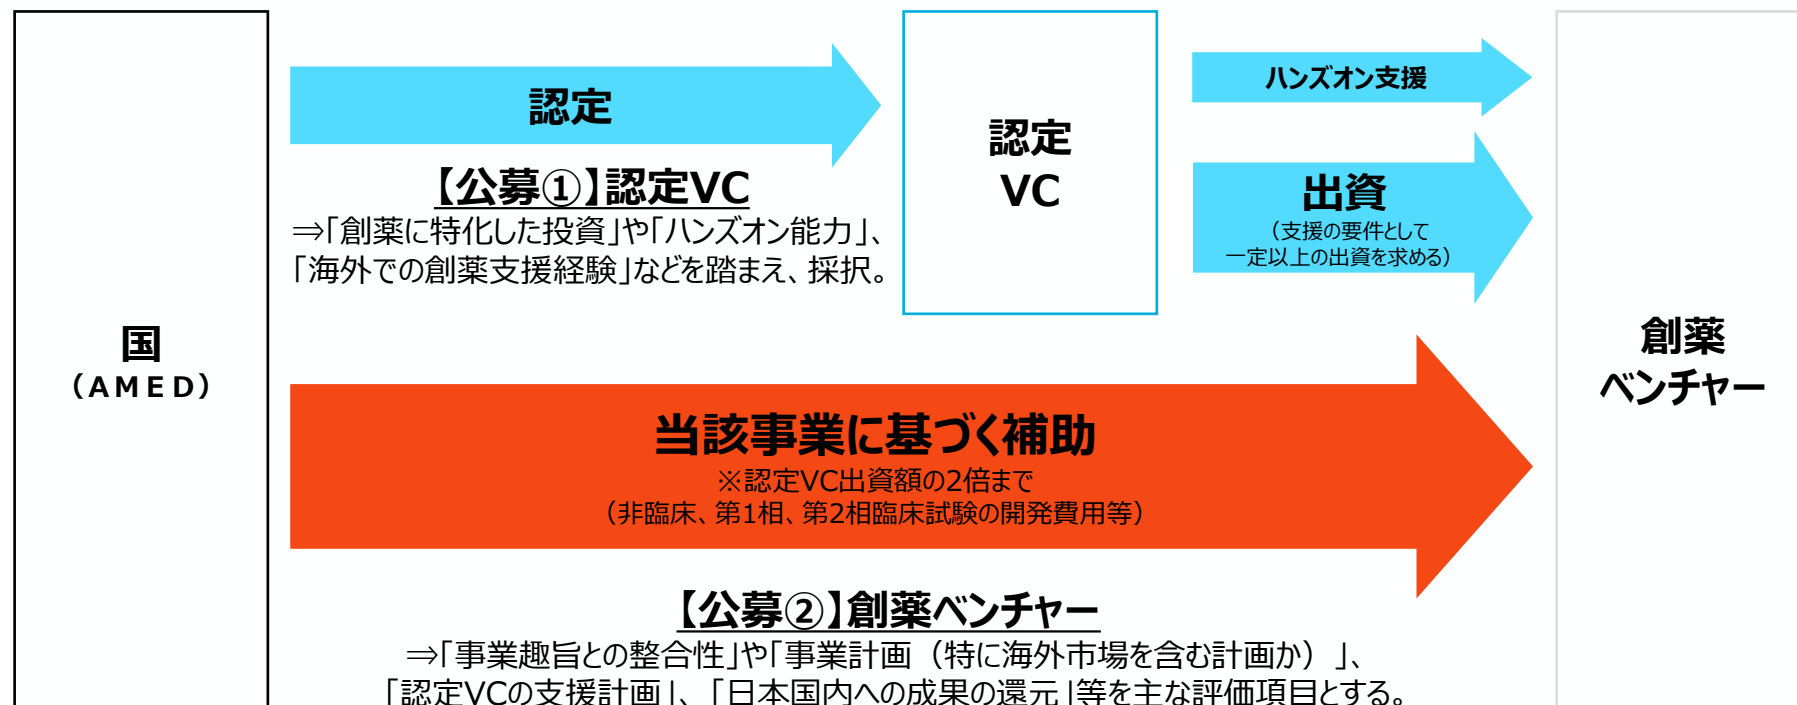 国
（ＡＭＥＤ）
認定
【公募①】認定VC
⇒「創薬に特化した投資」や「ハンズオン能力」、
「海外での創薬支援経験」などを踏まえ、採択。
認定
VC
ハンズオン支援
出資
（支援の要件として
一定以上の出資を求める）
当該事業に基づく補助
※認定VC出資額の2倍まで
（非臨床、第1相、第2相臨床試験の開発費用等）
【公募②】創薬ベンチャー
⇒「事業趣旨との整合性」や「事業計画（特に海外市場を含む計画か）」、
「認定VCの支援計画」、「日本国内への成果の還元」等を主な評価項目とする。
創薬
ベンチャー